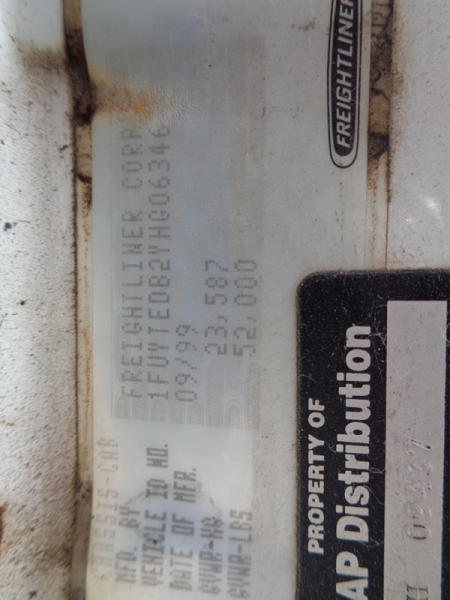 CHASSIS-CAB
MFD. BY FREIGHTLINER CORP
VEHICLE ID NO. 1FUYTEDB2YHG06346
DATE OF MFR. 09/99
GVWR-KG 23,587
GVWR-LBS 52,000
FREIGHTLINER
PROPERTY OF
AP Distribution